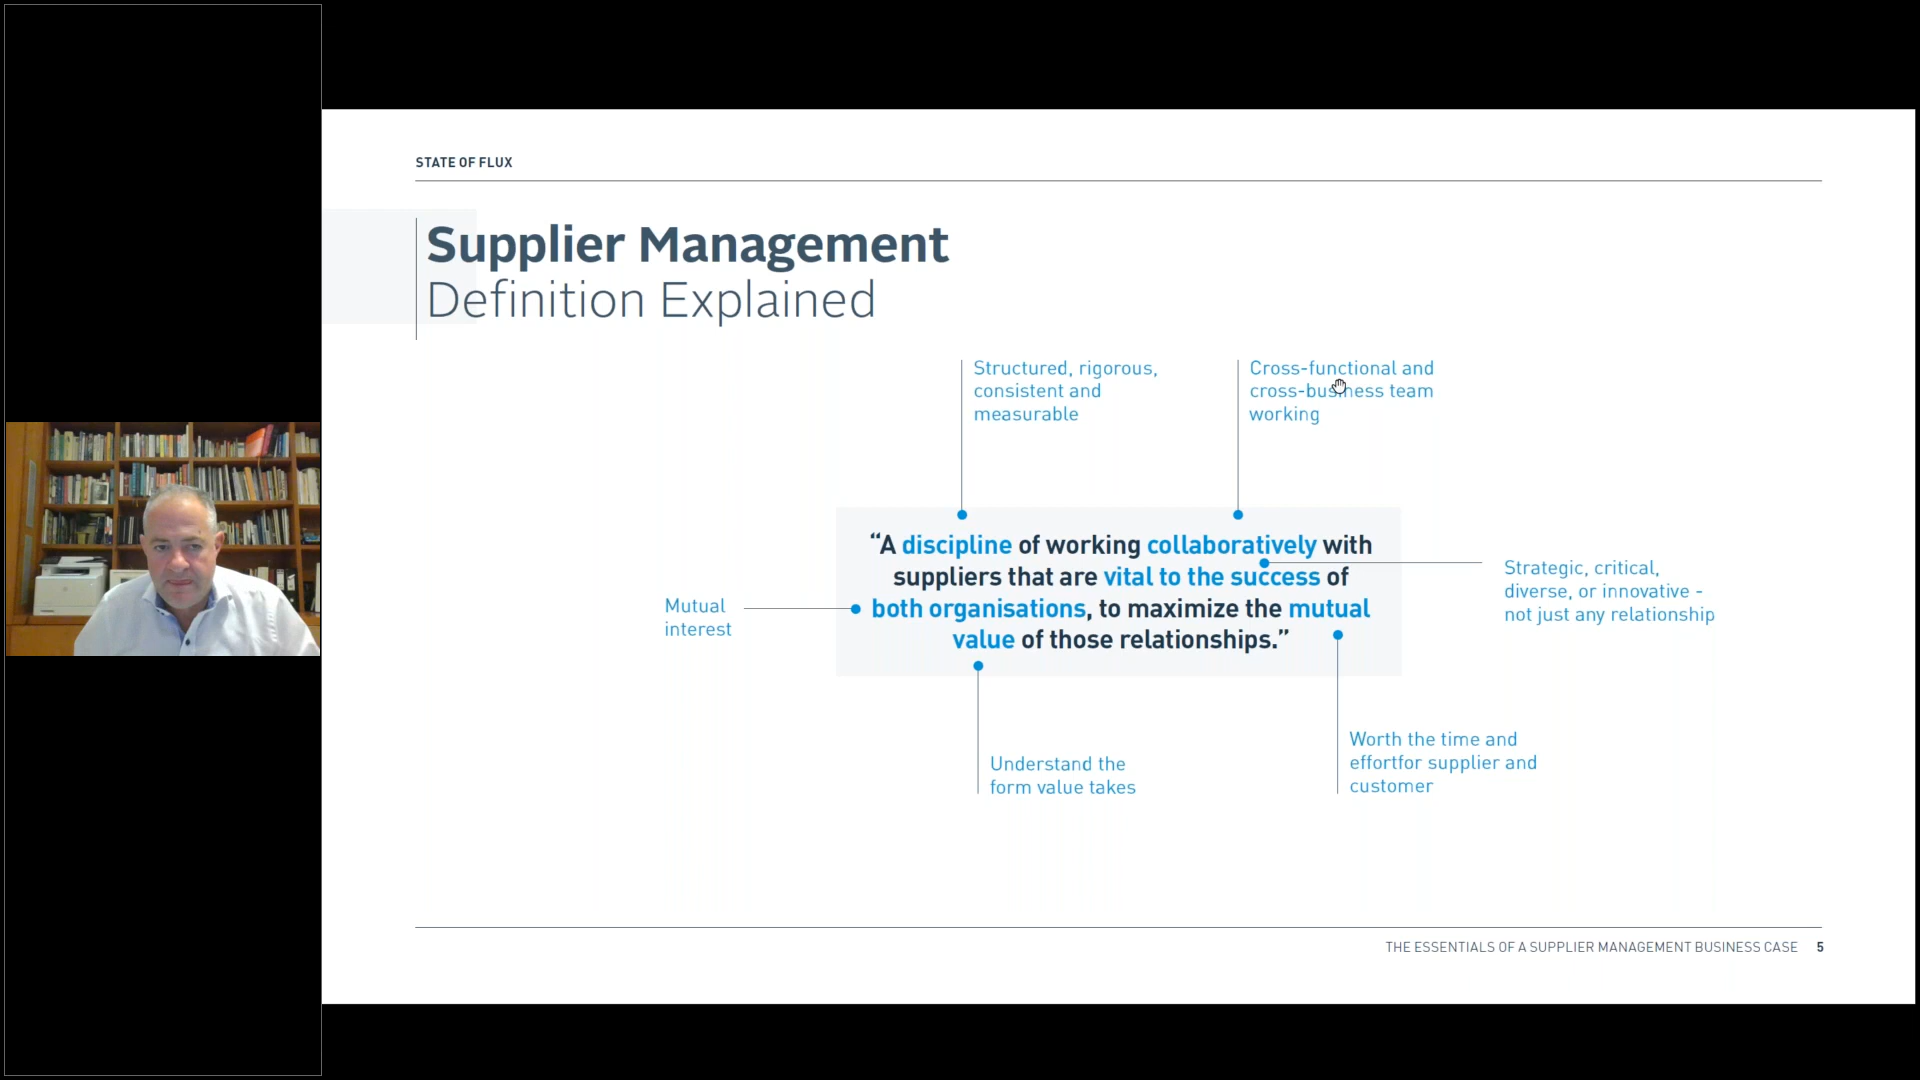 STATE OF FLUX
Supplier Management
Definition Explained
Structured, rigorous,
consistent and
measurable
Cross-functional and
cross-business team
working
“A discipline of working collaboratively with
suppliers that are vital to the success of
both organisations, to maximize the mutual
value of those relationships.”
Mutual
interest
Strategic, critical,
diverse, or innovative -
not just any relationship
Understand the
form value takes
Worth the time and
effortfor supplier and
customer
THE ESSENTIALS OF A SUPPLIER MANAGEMENT BUSINESS CASE 5